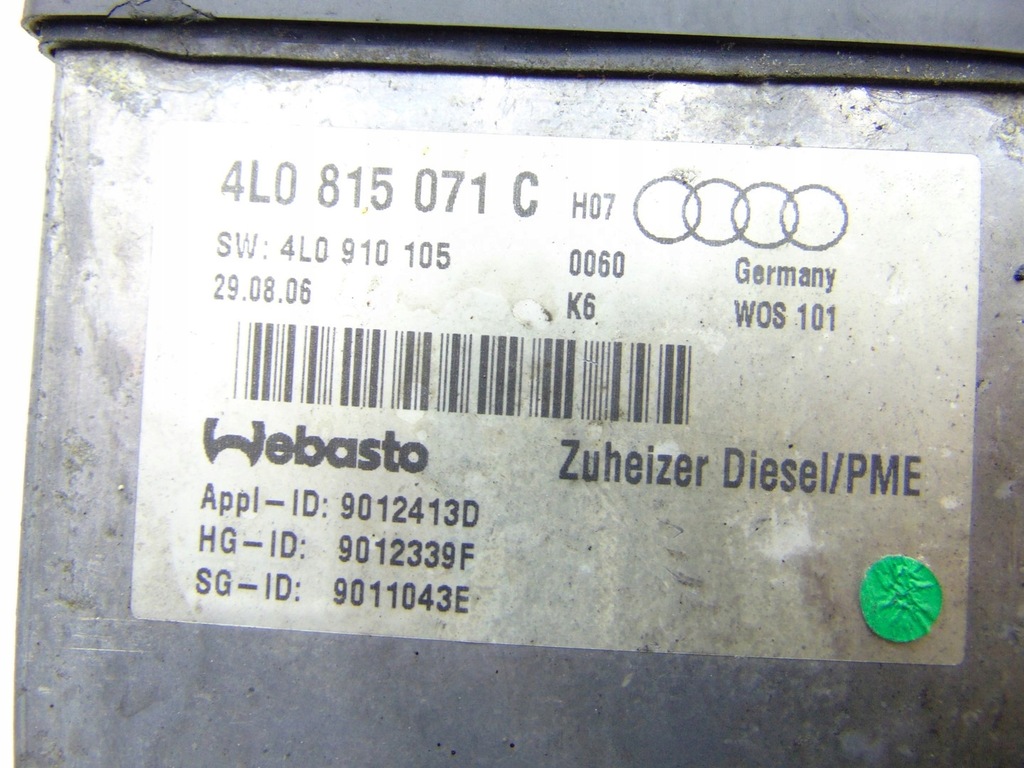 4L0 815 071 C H07
SW: 4L0 910 105 0060 Germany
29.08.06 K6 WOS 101
Webasto Zuheizer Diesel/PME
Appl-ID: 9012413D
HG-ID: 9012339F
SG-ID: 9011043E